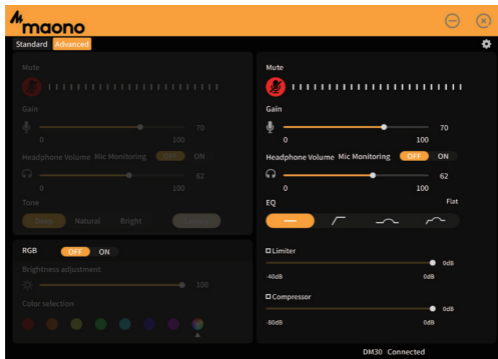 maono
Standard Advanced
Mute
Gain
70
0 100
Headphone Volume Mic Monitoring OFF ON
62
0 100
Tone
Deep Natural Bright
RGB OFF ON
Brightness adjustment
100
Color selection
Mute
Gain
70
0 100
Headphone Volume Mic Monitoring OFF ON
62
0 100
EQ Flat
Limiter
0dB
-40dB 0dB
Compressor
0dB
-80dB 0dB
DM30 Connected